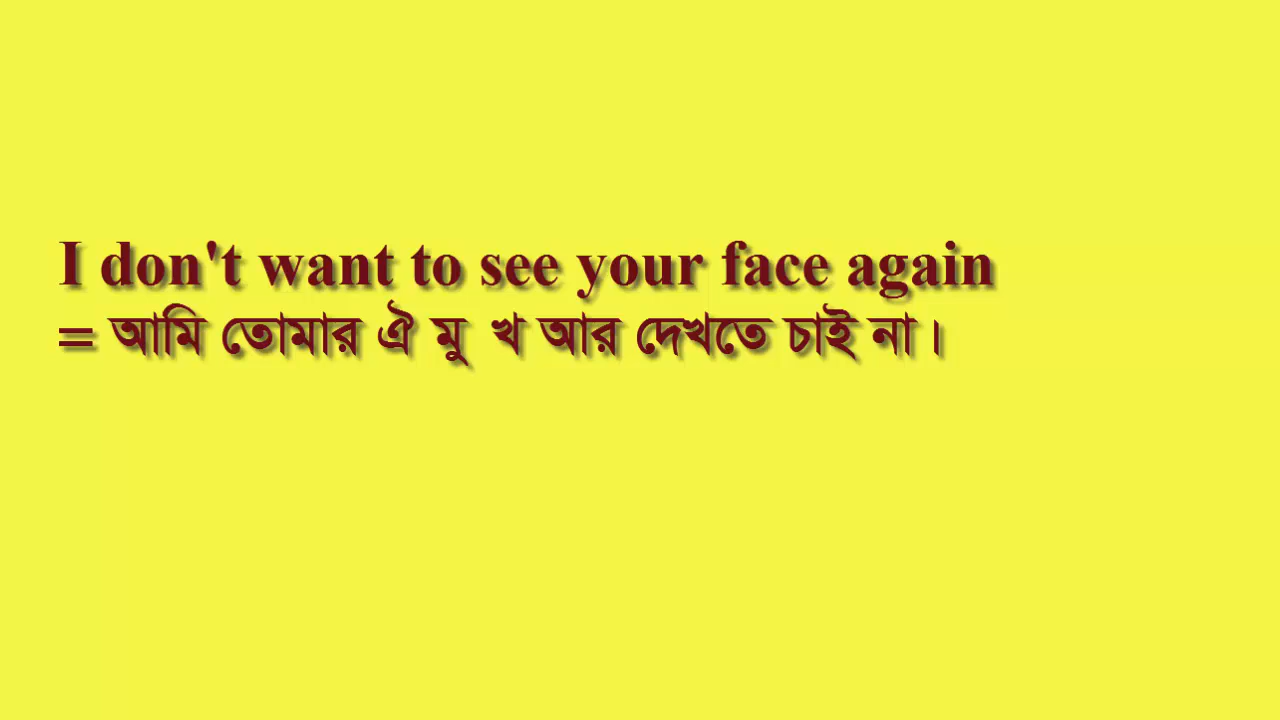 I don't want to see your face again
= আমি তোমার ঐ মু খ আর দেখতে চাই না।